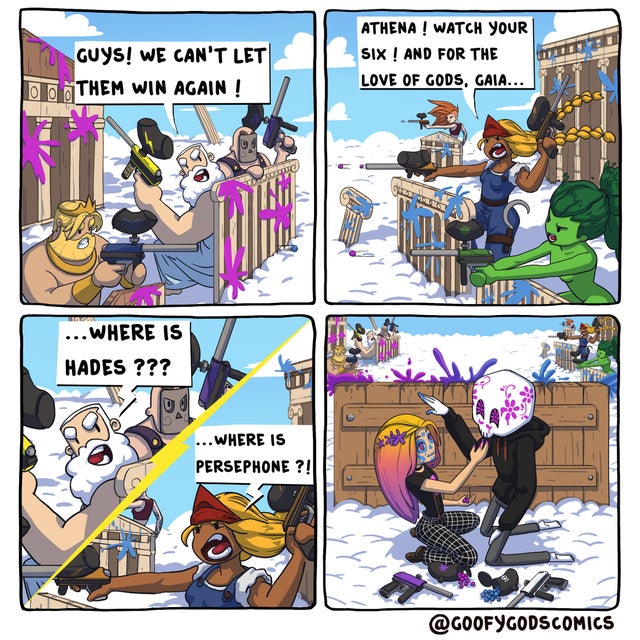 GUYS! WE CAN'T LET
THEM WIN AGAIN !
ATHENA ! WATCH YOUR
SIX ! AND FOR THE
LOVE OF GODS, GAIA...
...WHERE IS
HADES ???
...WHERE IS
PERSEPHONE ?!
@GOOFYGODSCOMICS